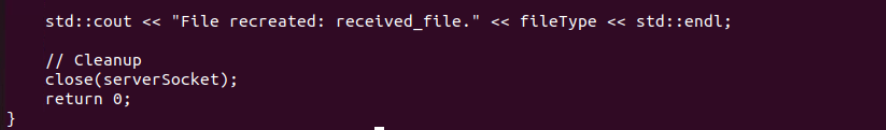 std::cout << "File recreated: received_file." << fileType << std::endl;
// Cleanup
close(serverSocket);
return 0;
}